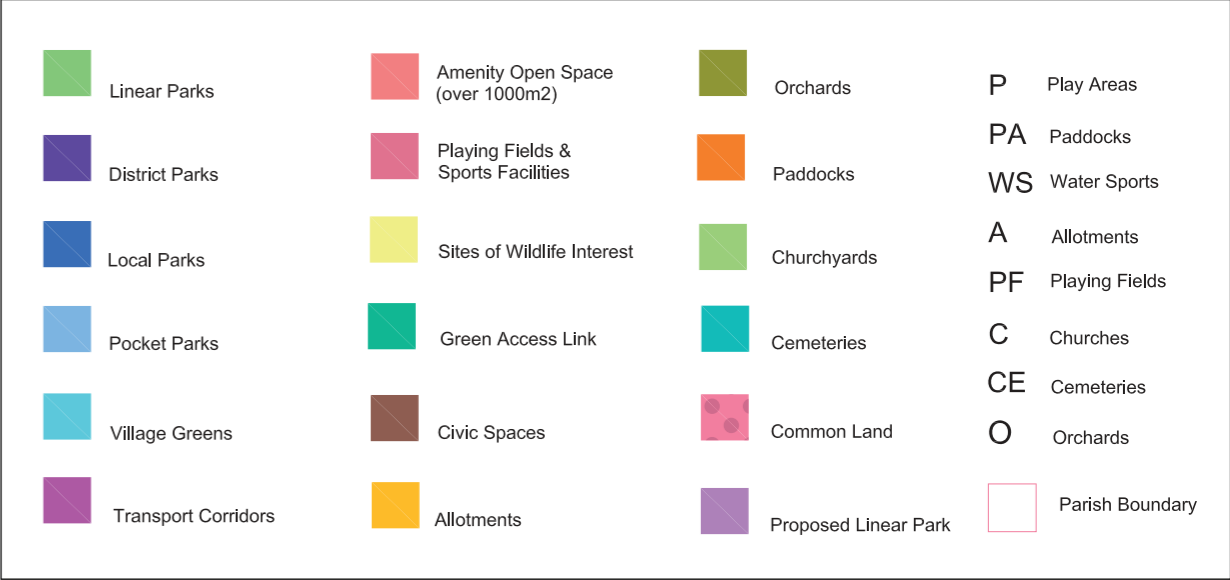 Linear Parks
District Parks
Local Parks
Pocket Parks
Village Greens
Transport Corridors
Amenity Open Space
(over 1000m2)
Playing Fields &
Sports Facilities
Sites of Wildlife Interest
Green Access Link
Civic Spaces
Allotments
Orchards
Paddocks
Churchyards
Cemeteries
Common Land
Proposed Linear Park
P Play Areas
PA Paddocks
WS Water Sports
A Allotments
PF Playing Fields
C Churches
CE Cemeteries
O Orchards
Parish Boundary